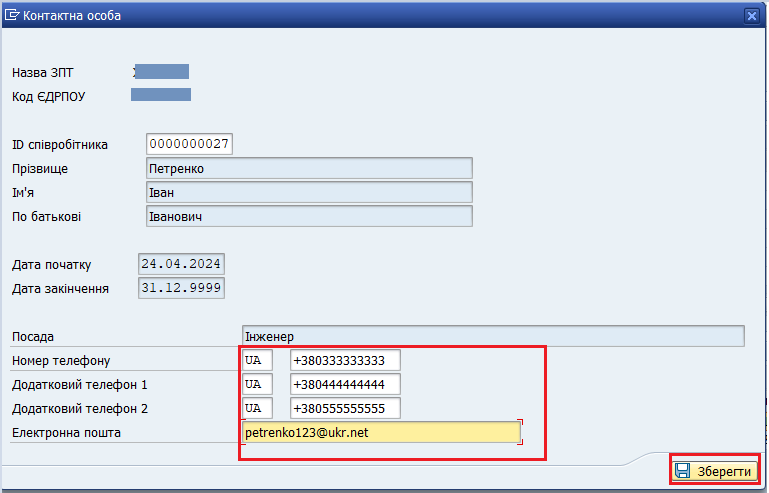 Контактна особа
Назва ЗПТ
Код ЄДРПОУ
ID співробітника 0000000027
Прізвище Петренко
Ім'я Іван
По батькові Іванович
Дата початку 24.04.2024
Дата закінчення 31.12.9999
Посада Інженер
Номер телефону UA +380333333333
Додатковий телефон 1 UA +380444444444
Додатковий телефон 2 UA +380555555555
Електронна пошта petrenko123@ukr.net
Зберегти